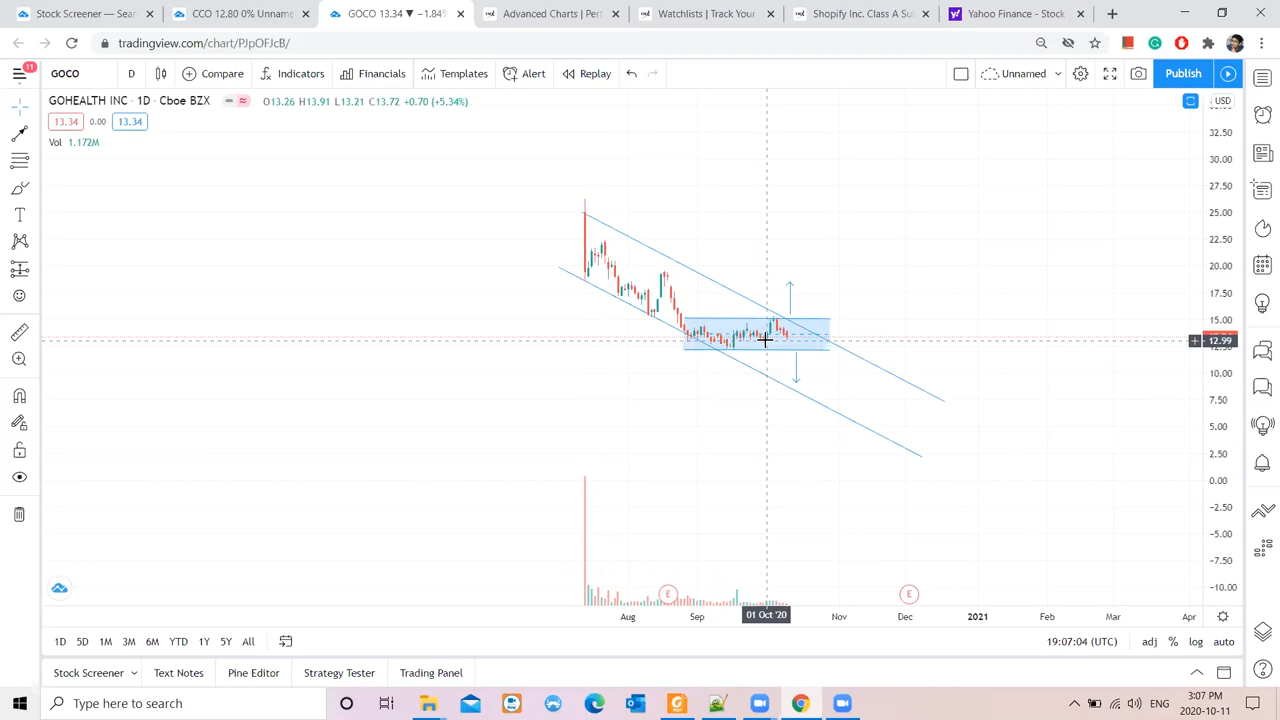 Stock Screener — Sear
CCO 12.80 0% Unnamed
GOCO 13.34 ▼ −1.84%
Advanced Charts | Perf
Watchlists | Track Your
Shopify Inc. Class A Sub
Yahoo Finance - Stock
tradingview.com/chart/PJpOFJcB/
11
GOCO
D
Compare
Indicators
Financials
Templates
Alert
Replay
Unnamed
Publish
GOHEALTH INC · 1D · Cboe BZX
O13.26 H13.91 L13.21 C13.72 +0.70 (+5.34%)
USD
13.34
0.00
13.34
Vol 1.172M
32.50
30.00
27.50
25.00
22.50
20.00
17.50
15.00
12.99
10.00
7.50
5.00
2.50
0.00
−2.50
−5.00
−7.50
−10.00
E
E
Aug
Sep
01 Oct '20
Nov
Dec
2021
Feb
Mar
Apr
1D
5D
1M
3M
6M
YTD
1Y
5Y
All
19:07:04 (UTC)
adj
%
log
auto
Stock Screener
Text Notes
Pine Editor
Strategy Tester
Trading Panel
Type here to search
ENG
3:07 PM
2020-10-11